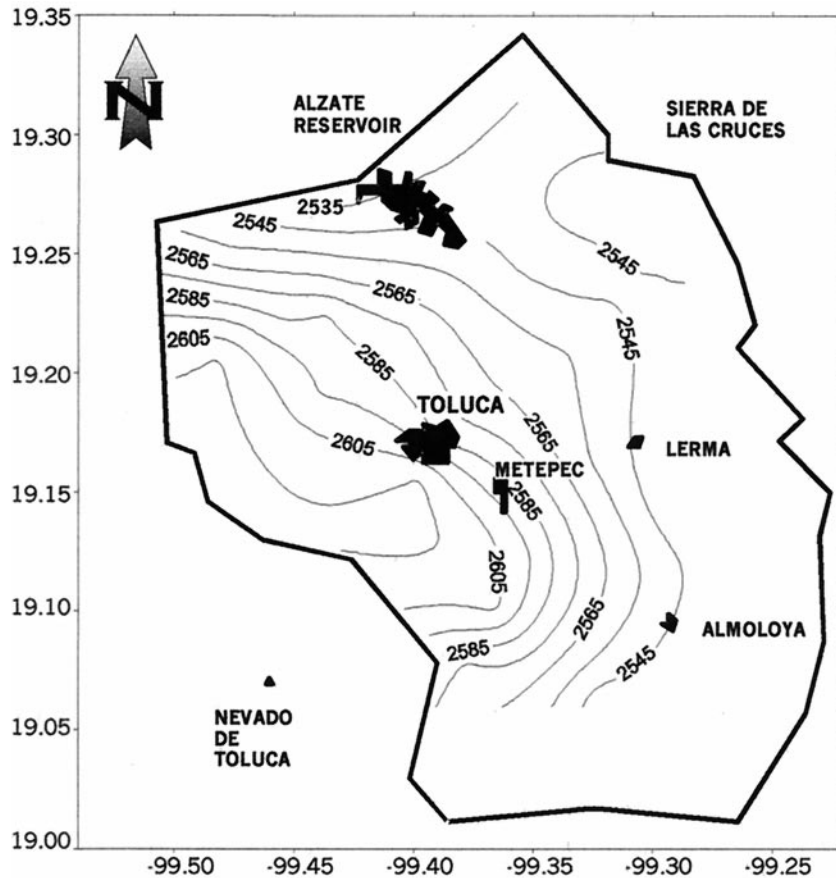 19.35
N
ALZATE
RESERVOIR
SIERRA DE
LAS CRUCES
19.30
2535
2545
2545
19.25
2565
2565
2585
2605
2545
19.20
2585
TOLUCA
2605
2565
LERMA
METEPEC
19.15
2585
2605
2565
19.10
ALMOLOYA
2585
2545
NEVADO
DE
TOLUCA
19.05
19.00
-99.50
-99.45
-99.40
-99.35
-99.30
-99.25